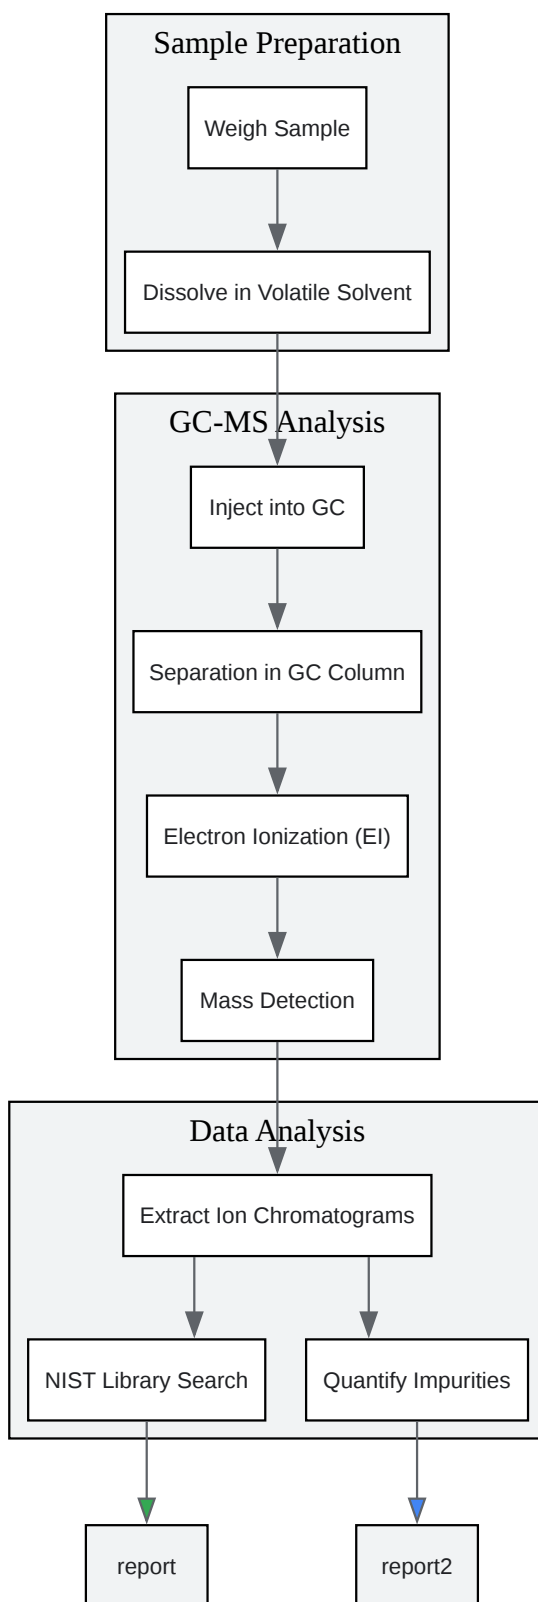 Sample Preparation
Weigh Sample
Dissolve in Volatile Solvent
GC-MS Analysis
Inject into GC
Separation in GC Column
Electron Ionization (EI)
Mass Detection
Data Analysis
Extract Ion Chromatograms
NIST Library Search
Quantify Impurities
report
report2